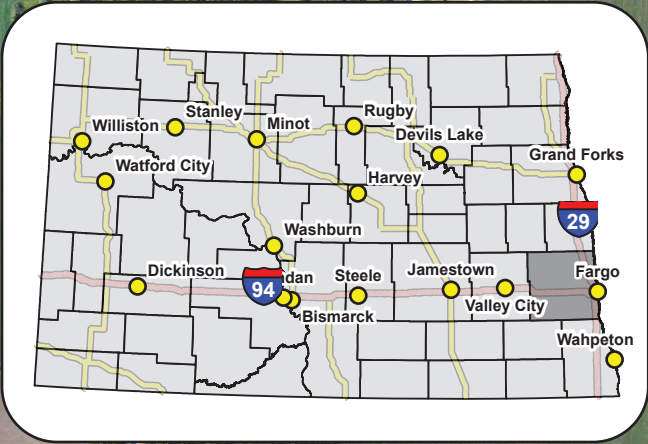 Stanley
Rugby
Williston
Minot
Devils Lake
Grand Forks
Watford City
Harvey
29
Washburn
Dickinson
94
dan
Steele
Jamestown
Fargo
Bismarck
Valley City
Wahpeton